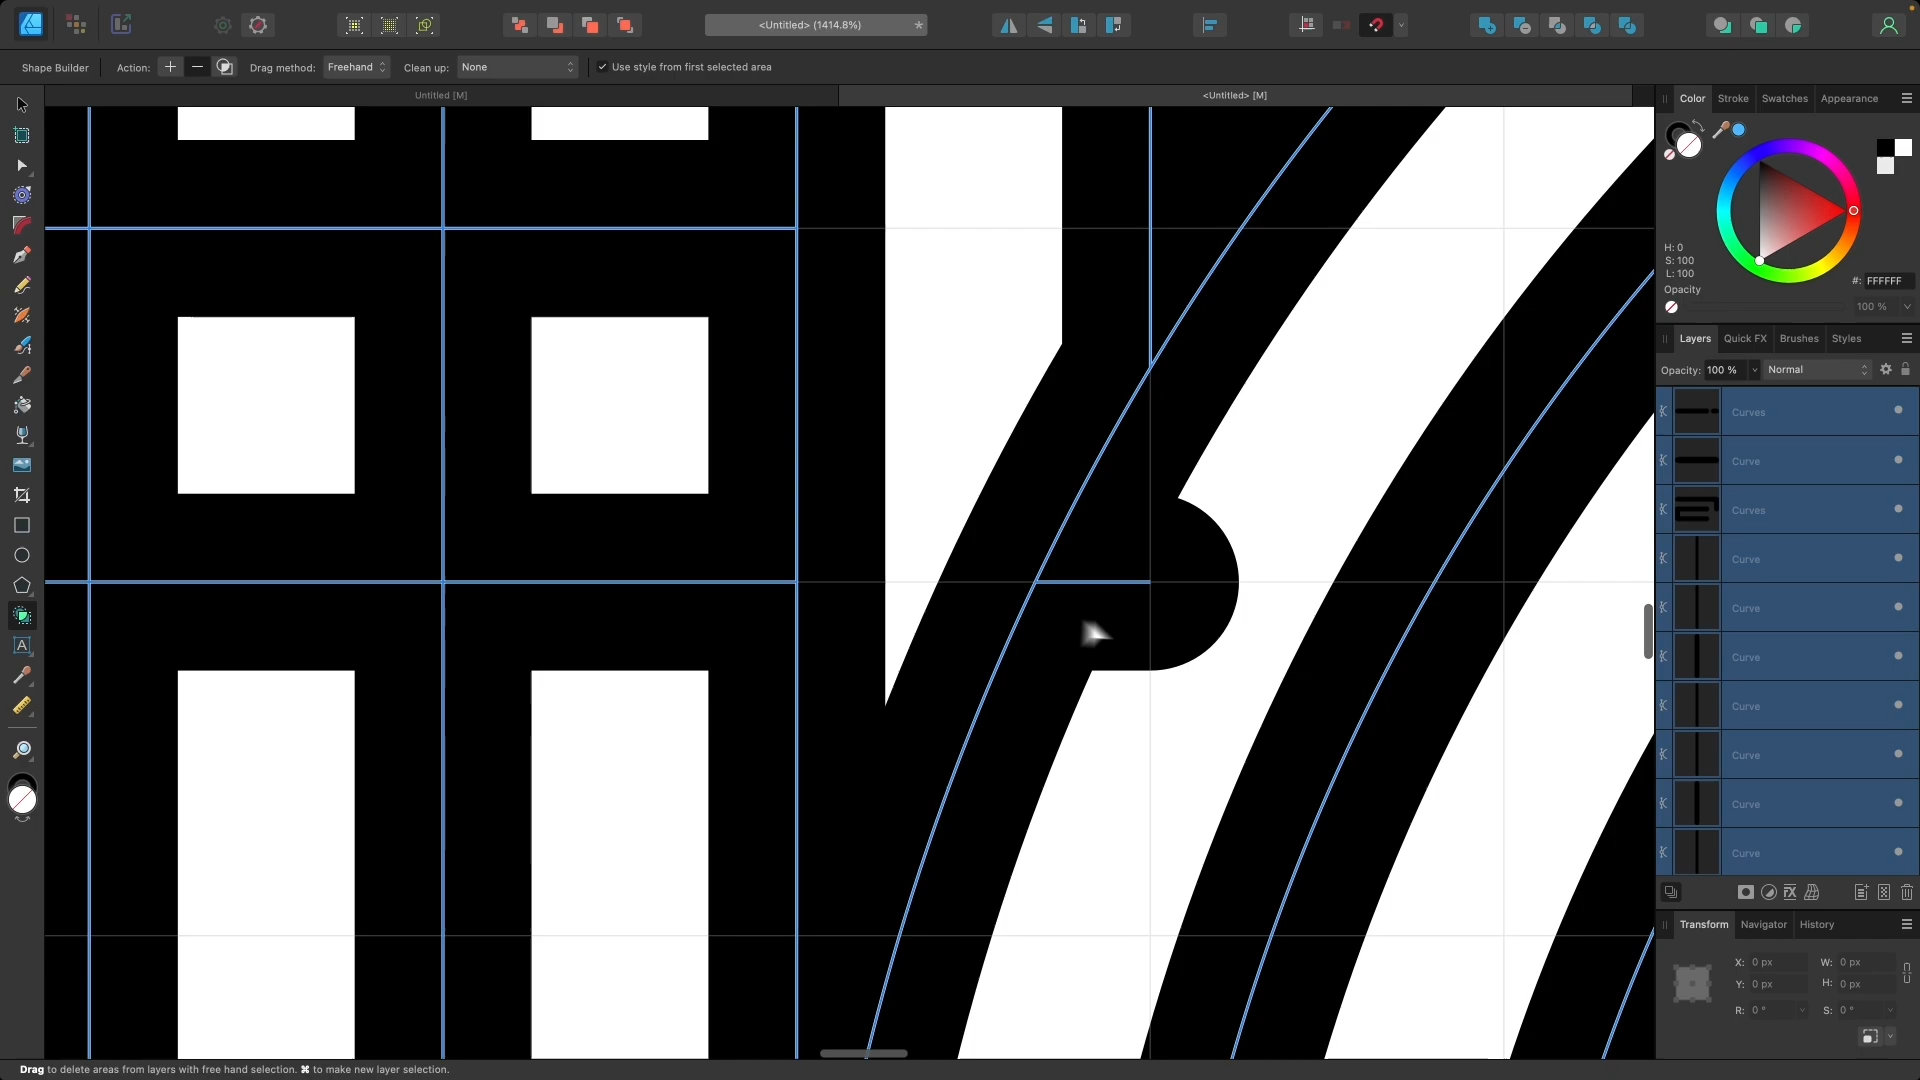 <Untitled> (1414.8%)
*
Shape Builder
Action:
Drag method:
Freehand
Clean up:
None
Use style from first selected area
Untitled [M]
<Untitled> [M]
Color
Stroke
Swatches
Appearance
H: 0
S: 100
L: 100
#: FFFFFF
Opacity
100 %
Layers
Quick FX
Brushes
Styles
Opacity: 100 %
Normal
Curves
Curve
Curves
Curve
Curve
Curve
Curve
Curve
Curve
Curve
Transform
Navigator
History
X: 0 px
W: 0 px
Y: 0 px
H: 0 px
R: 0 °
S: 0 °
Drag to delete areas from layers with free hand selection. ⌘ to make new layer selection.